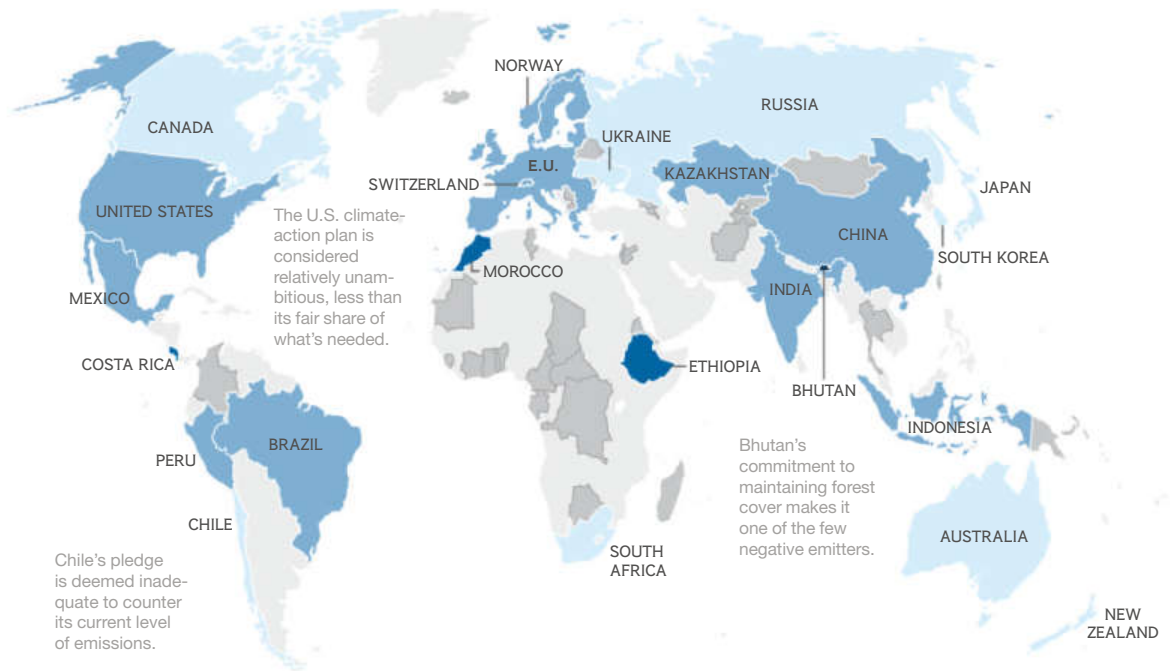 NORWAY
RUSSIA
CANADA
UKRAINE
E.U.
KAZAKHSTAN
SWITZERLAND
JAPAN
UNITED STATES
The U.S. climate-
action plan is
considered
relatively unam-
bitious, less than
its fair share of
what's needed.
CHINA
SOUTH KOREA
MOROCCO
INDIA
MEXICO
COSTA RICA
ETHIOPIA
BHUTAN
INDONESIA
BRAZIL
PERU
Bhutan's
commitment to
maintaining forest
cover makes it
one of the few
negative emitters.
CHILE
AUSTRALIA
SOUTH
AFRICA
Chile's pledge
is deemed inade-
quate to counter
its current level
of emissions.
NEW
ZEALAND